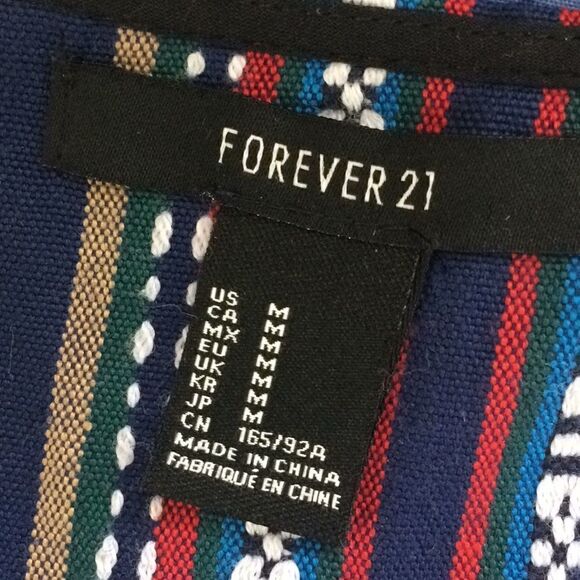 FOREVER 21
US M
CA M
MX M
EU M
UK M
KR M
JP M
CN 165/92A
MADE IN CHINA
FABRIQUÉ EN CHINE